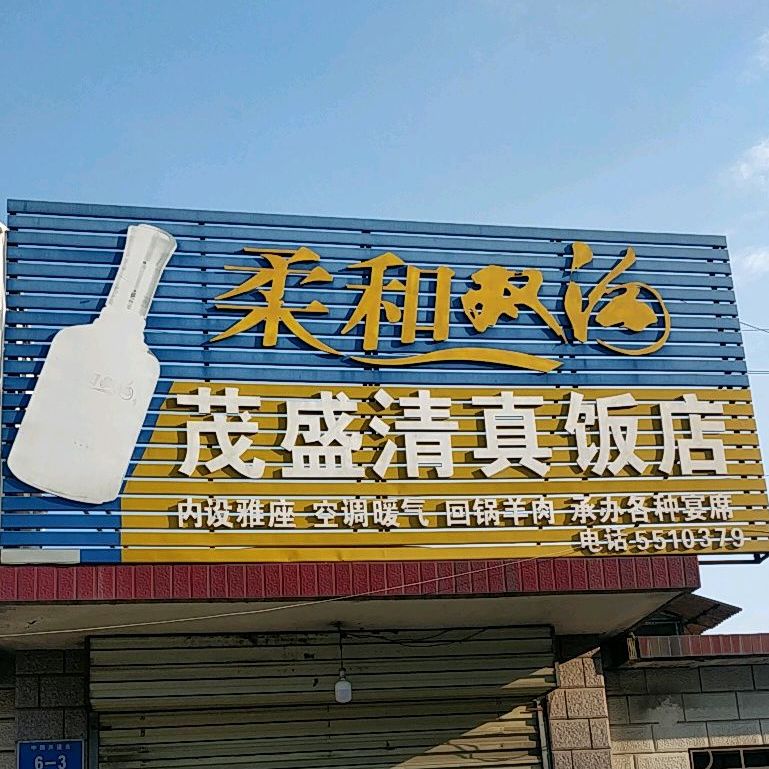 柔和双沟
茂盛清真饭店
内设雅座 空调暖气 回锅羊肉 承办各种宴席
电话 5510379
6-3